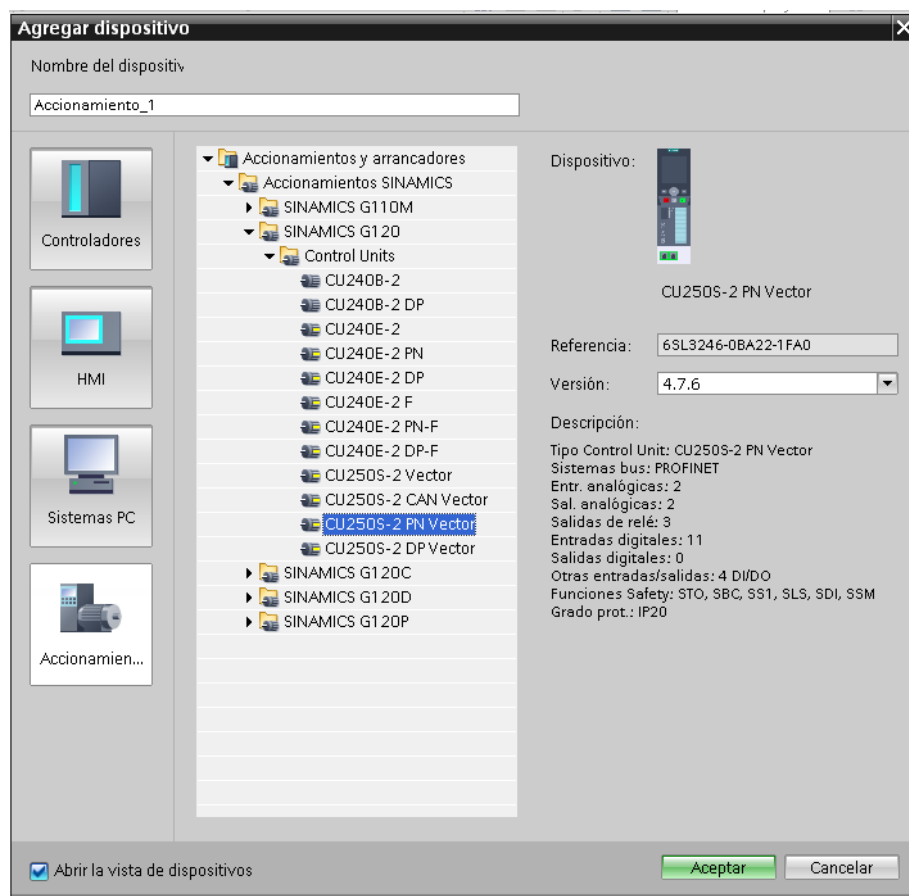 Agregar dispositivo
Nombre del dispositiv
Accionamiento_1
Controladores
HMI
Sistemas PC
Accionamien...
Accionamientos y arrancadores
Accionamientos SINAMICS
SINAMICS G110M
SINAMICS G120
Control Units
CU240B-2
CU240B-2 DP
CU240E-2
CU240E-2 PN
CU240E-2 DP
CU240E-2 F
CU240E-2 PN-F
CU240E-2 DP-F
CU250S-2 Vector
CU250S-2 CAN Vector
CU250S-2 PN Vector
CU250S-2 DP Vector
SINAMICS G120C
SINAMICS G120D
SINAMICS G120P
Dispositivo:
CU250S-2 PN Vector
Referencia: 6SL3246-0BA22-1FA0
Versión: 4.7.6
Descripción:
Tipo Control Unit: CU250S-2 PN Vector
Sistemas bus: PROFINET
Entr. analógicas: 2
Sal. analógicas: 2
Salidas de relé: 3
Entradas digitales: 11
Salidas digitales: 0
Otras entradas/salidas: 4 DI/DO
Funciones Safety: STO, SBC, SS1, SLS, SDI, SSM
Grado prot.: IP20
Abrir la vista de dispositivos
Aceptar
Cancelar